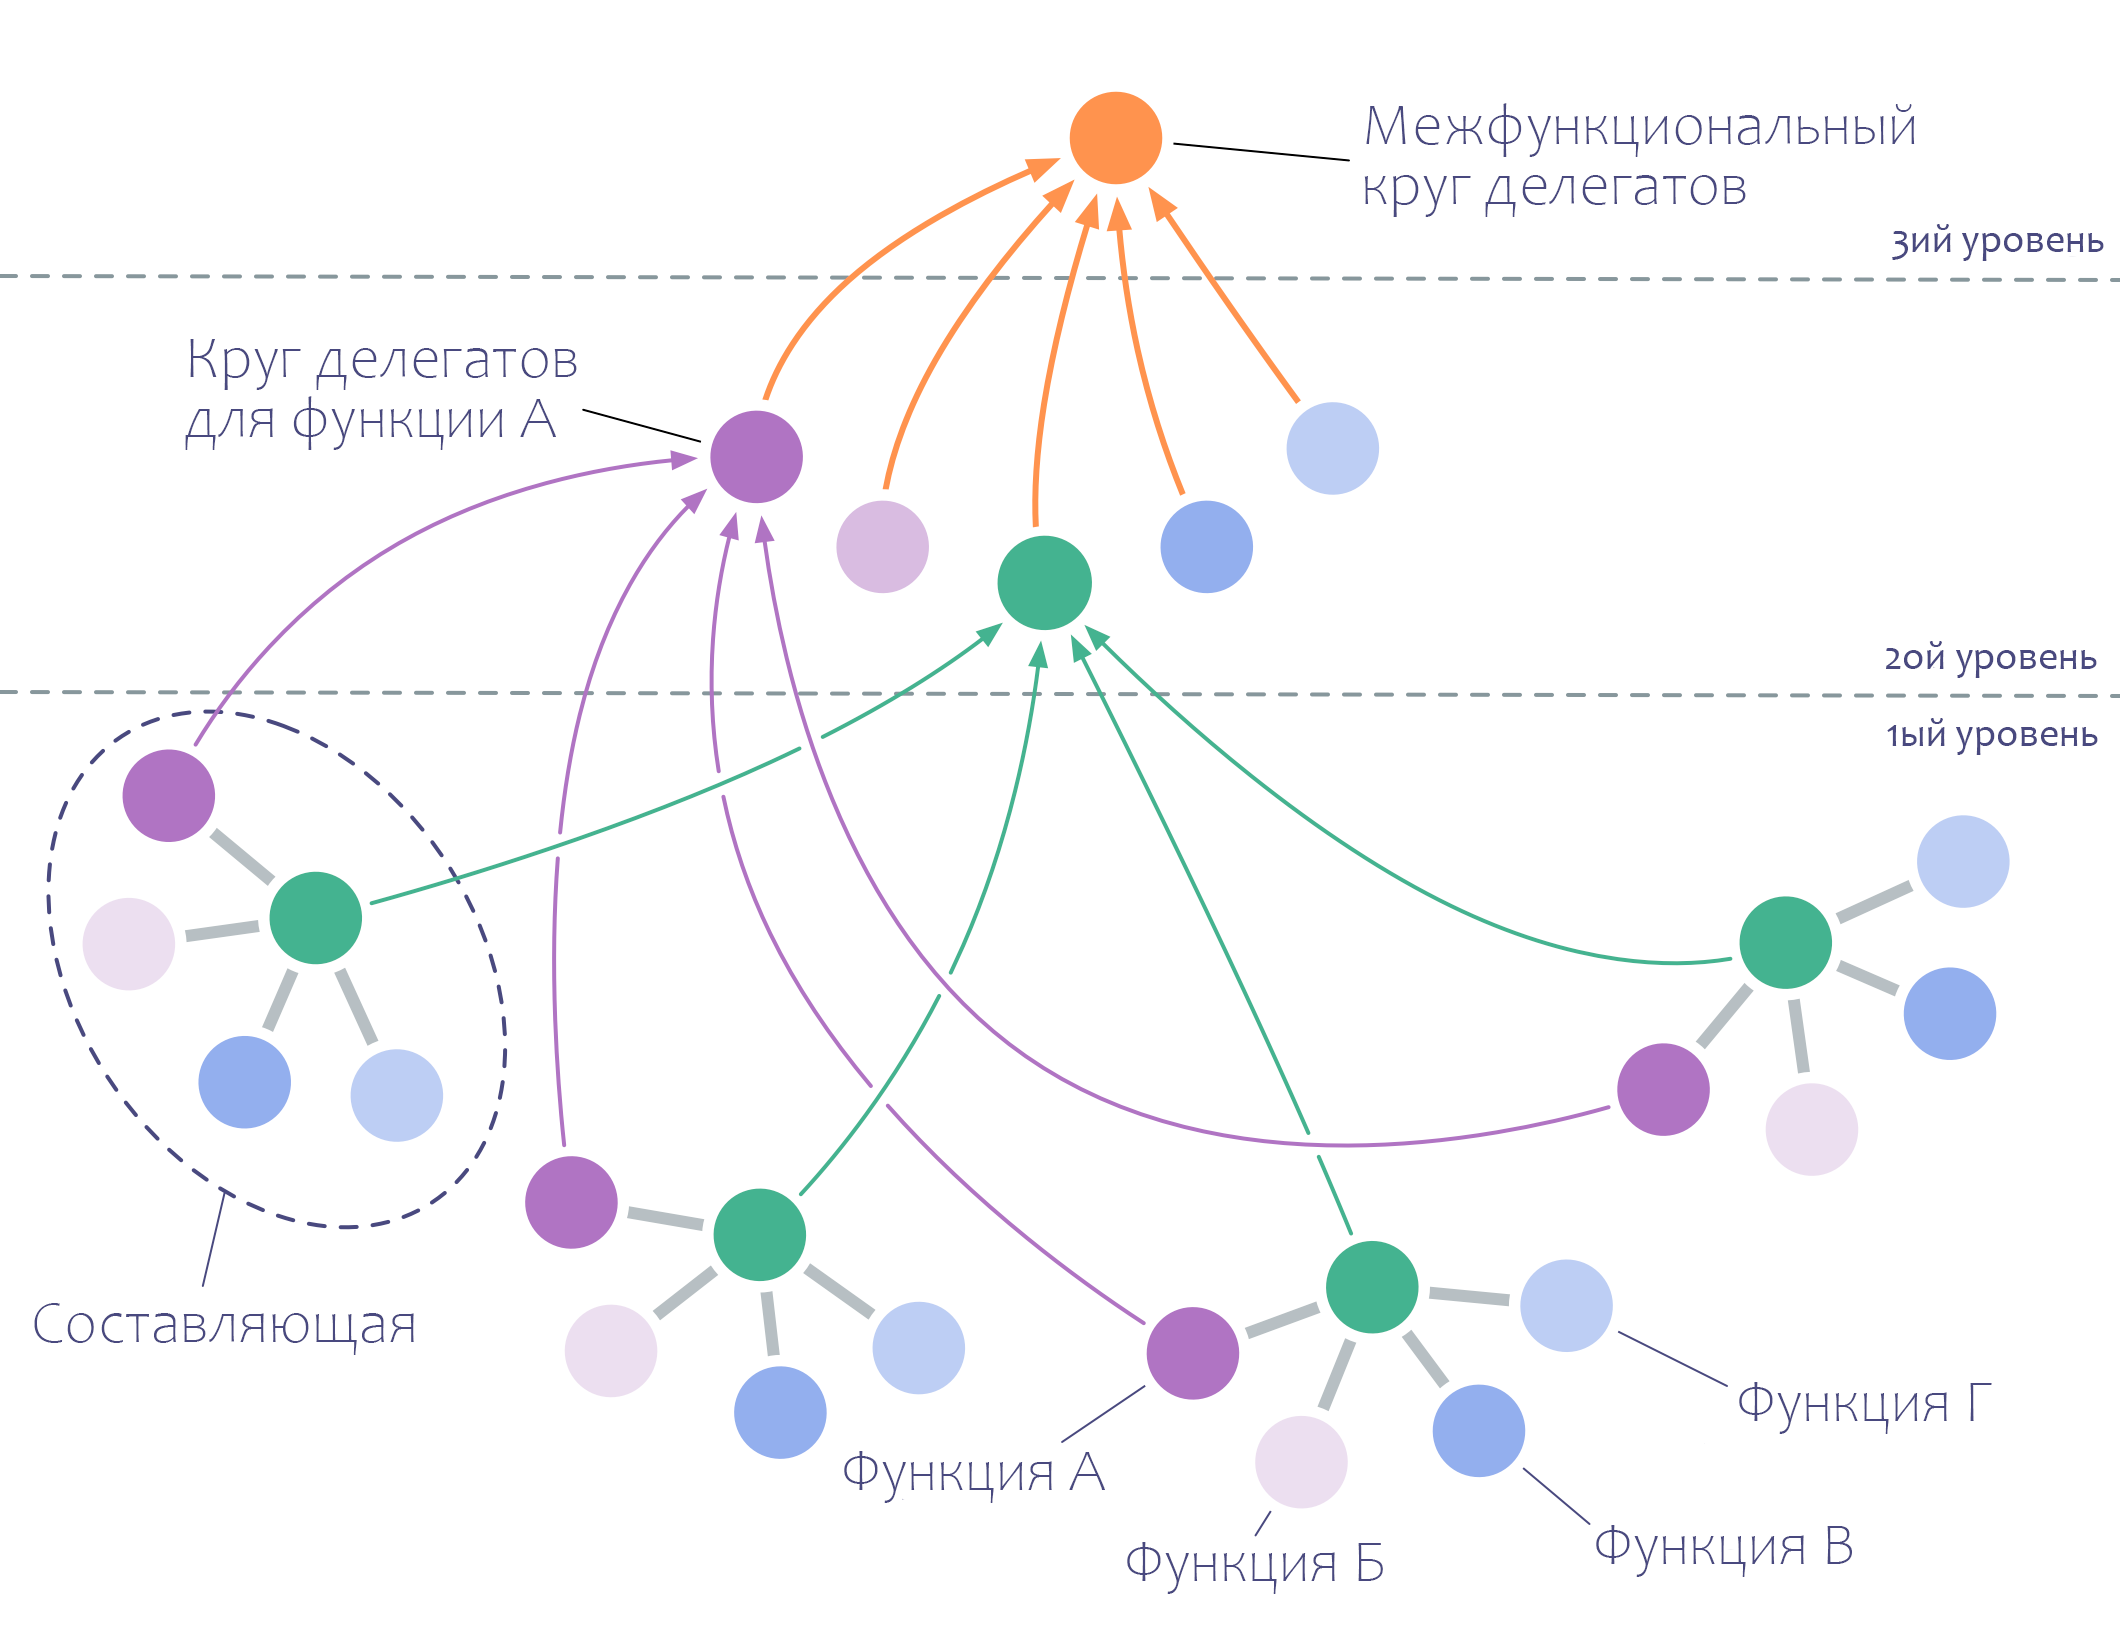 Межфункциональный
круг делегатов
3ий уровень
Круг делегатов
для функции А
2ой уровень
1ый уровень
Составляющая
Функция Г
Функция А
Функция В
Функция Б